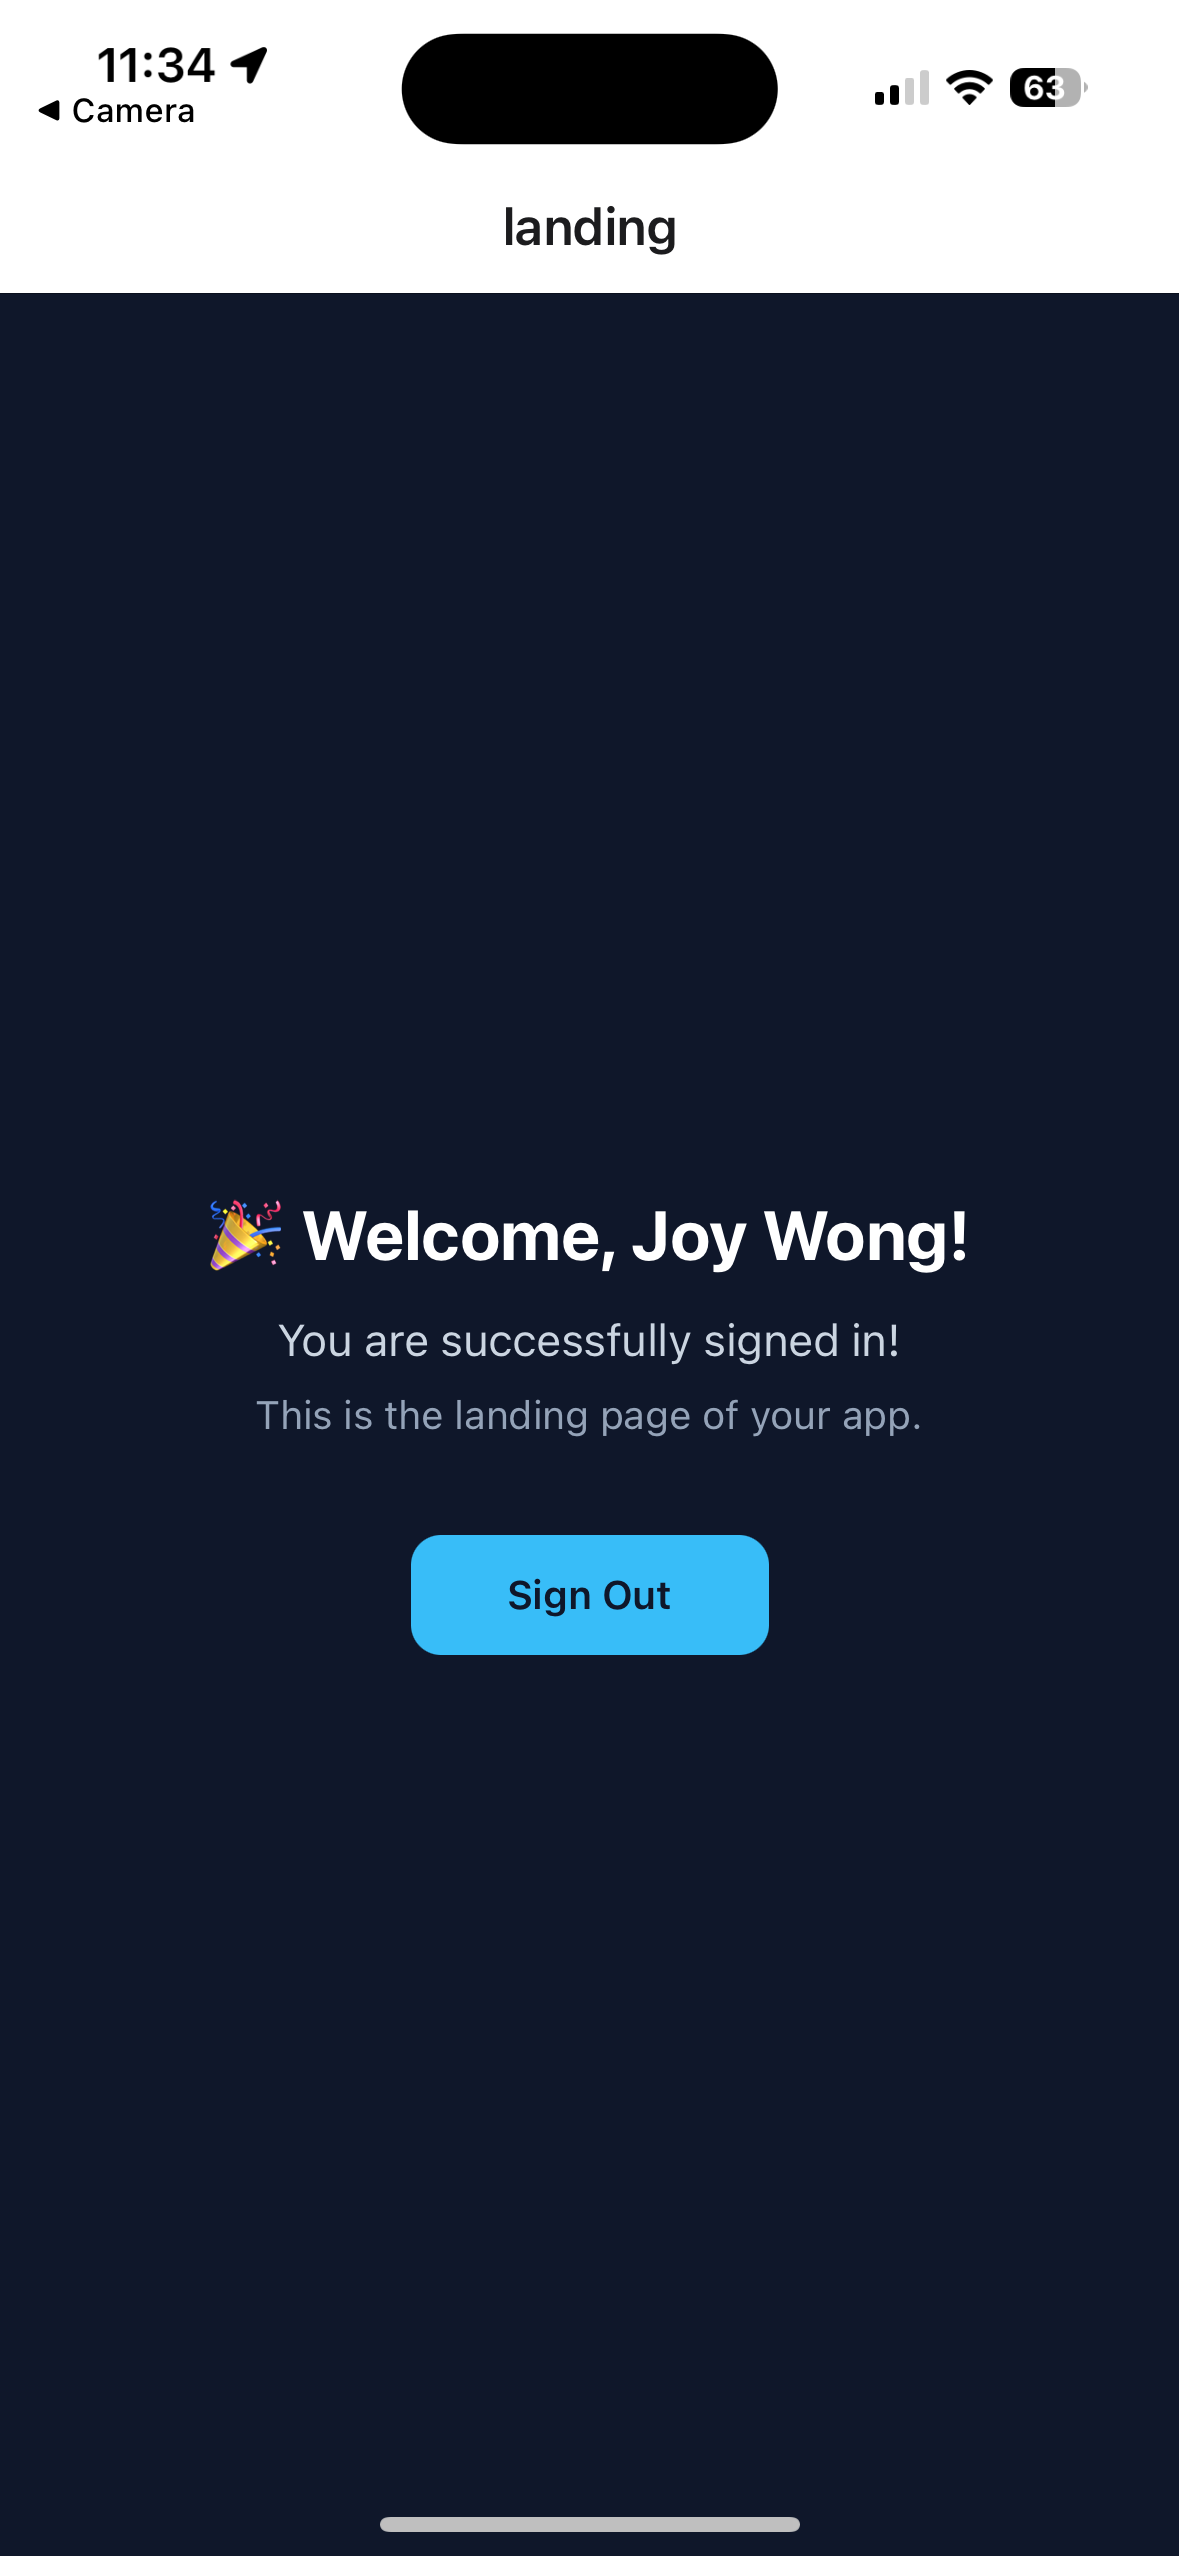 11:34
◀ Camera
63
landing
🎉 Welcome, Joy Wong!
You are successfully signed in!
This is the landing page of your app.
Sign Out